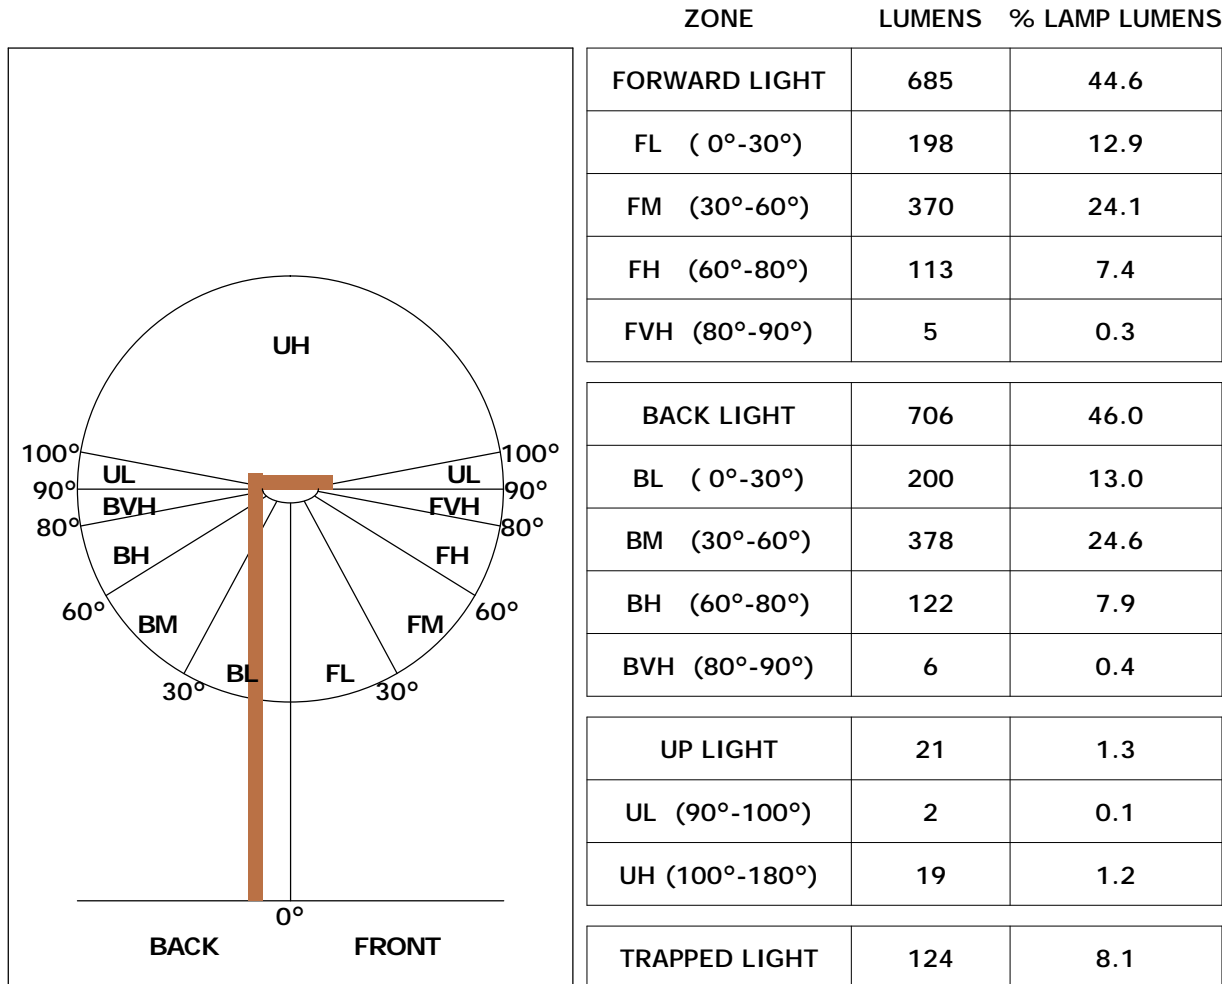 ZONE LUMENS % LAMP LUMENS
FORWARD LIGHT 685 44.6
FL ( 0°-30°) 198 12.9
FM (30°-60°) 370 24.1
FH (60°-80°) 113 7.4
FVH (80°-90°) 5 0.3
BACK LIGHT 706 46.0
BL ( 0°-30°) 200 13.0
BM (30°-60°) 378 24.6
BH (60°-80°) 122 7.9
BVH (80°-90°) 6 0.4
UP LIGHT 21 1.3
UL (90°-100°) 2 0.1
UH (100°-180°) 19 1.2
TRAPPED LIGHT 124 8.1
UH
100° 100°
UL UL
90° 90°
BVH FVH
80° 80°
BH FH
60° 60°
BM FM
BL FL
30° 30°
0°
BACK FRONT